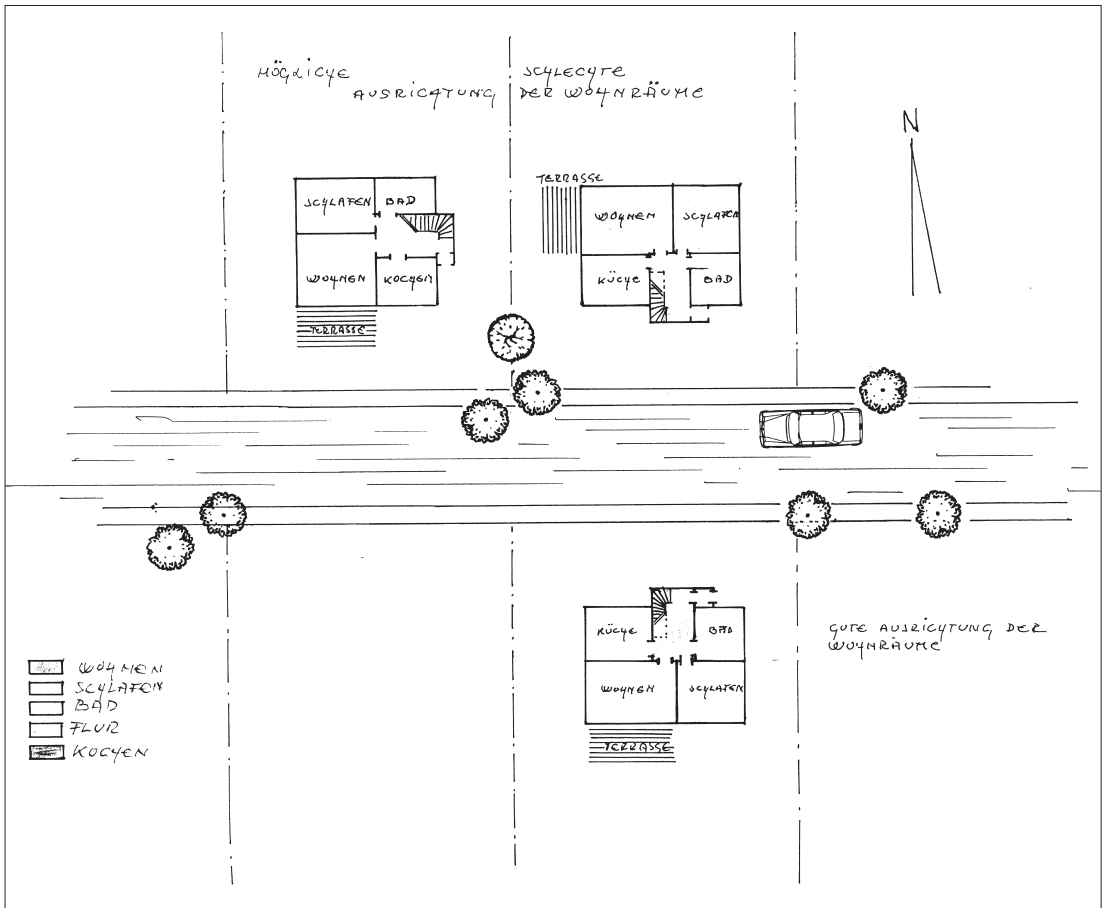 MÖGLICHE
AUSRICHTUNG
SCHLECHTE
DER WOHNRÄUME
N
SCHLAFEN
BAD
WOHNEN
KOCHEN
TERRASSE
TERRASSE
WOHNEN
SCHLAFEN
KÜCHE
BAD
KÜCHE
BAD
WOHNEN
SCHLAFEN
TERRASSE
GUTE AUSRICHTUNG DER
WOHNRÄUME
WOHNEN
SCHLAFEN
BAD
FLUR
KOCHEN